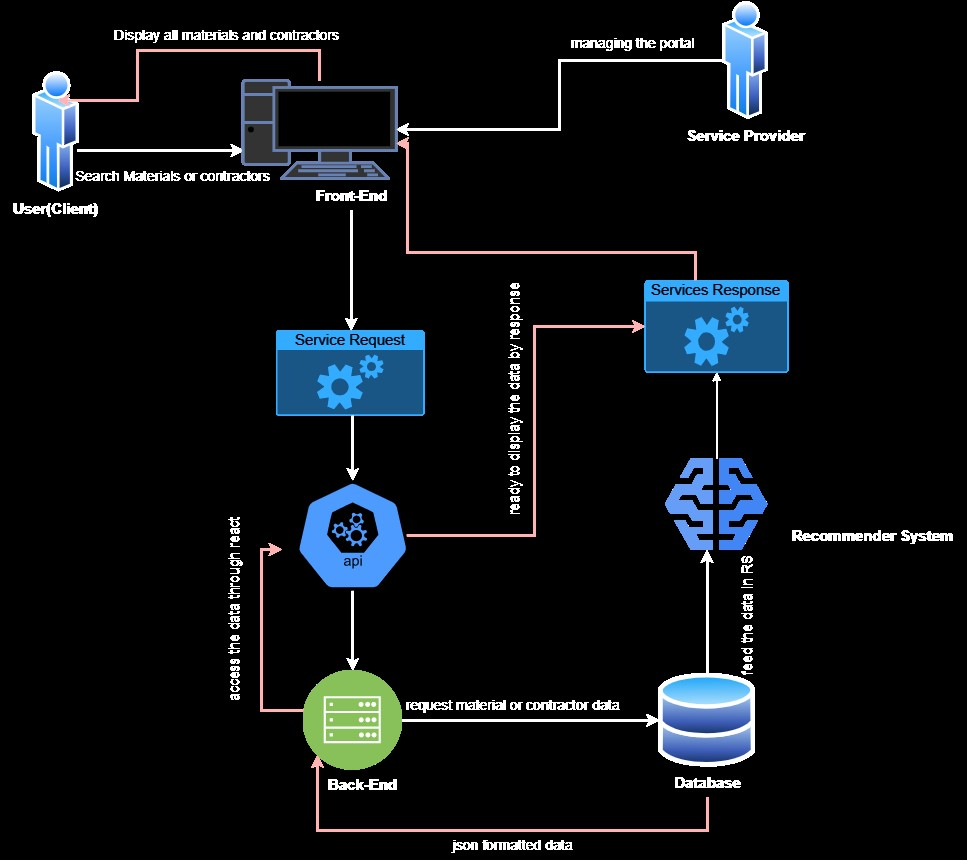 Display all materials and contractors
managing the portal
Service Provider
Search Materials or contractors
Front-End
User(Client)
Services Response
ready to display the data by response
Service Request
Recommender System
api
access the data through react
feed the data in RS
request material or contractor data
Back-End
Database
json formatted data